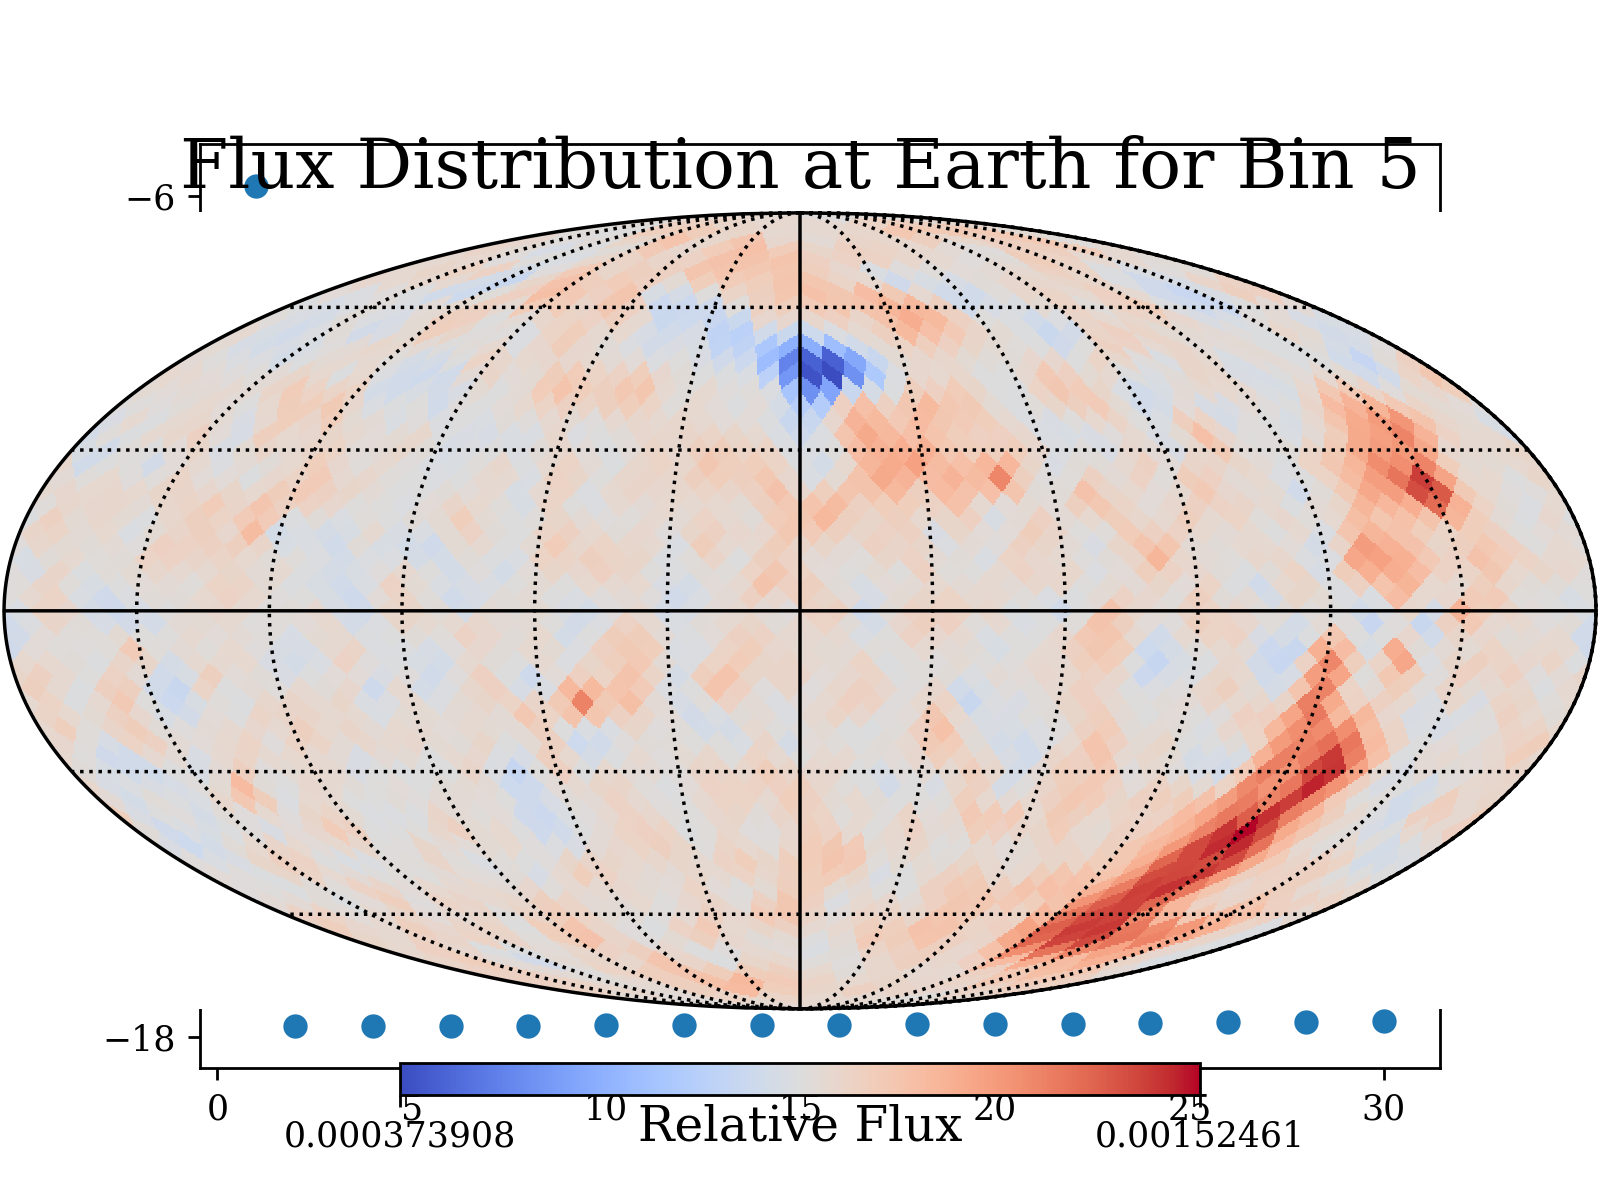 Flux Distribution at Earth for Bin 5
−6
−18
0 5 10 15 20 25 30
Relative Flux
0.000373908 0.00152461